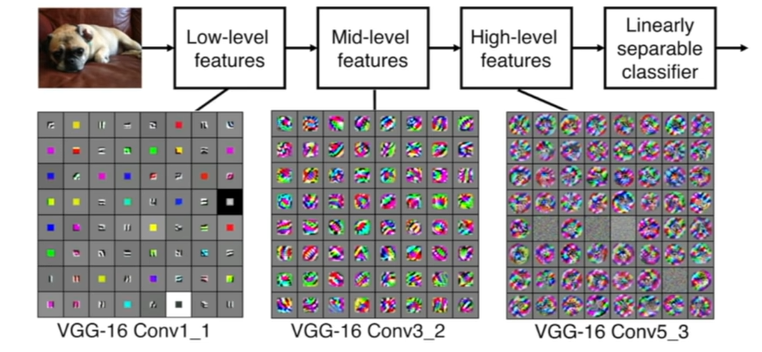 Low-level
features
Mid-level
features
High-level
features
Linearly
separable
classifier
VGG-16 Conv1_1
VGG-16 Conv3_2
VGG-16 Conv5_3